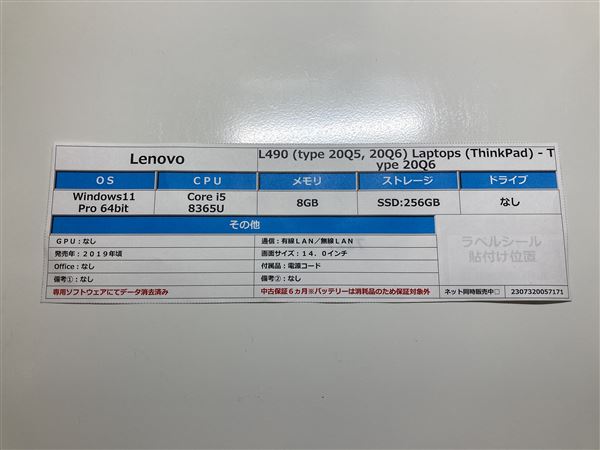 Lenovo
L490 (type 20Q5, 20Q6) Laptops (ThinkPad) - T
ype 20Q6
OS
CPU
メモリ
ストレージ
ドライブ
Windows11
Pro 64bit
Core i5
8365U
8GB
SSD:256GB
なし
その他
GPU:なし
通信:有線LAN/無線LAN
発売年:2019年頃
画面サイズ:14.0インチ
Office:なし
付属品:電源コード
備考①:なし
備考②:なし
専用ソフトウェアにてデータ消去済み
中古保証6ヵ月※バッテリーは消耗品のため保証対象外
ラベルシール
貼付け位置
ネット同時販売中□
2307320057171